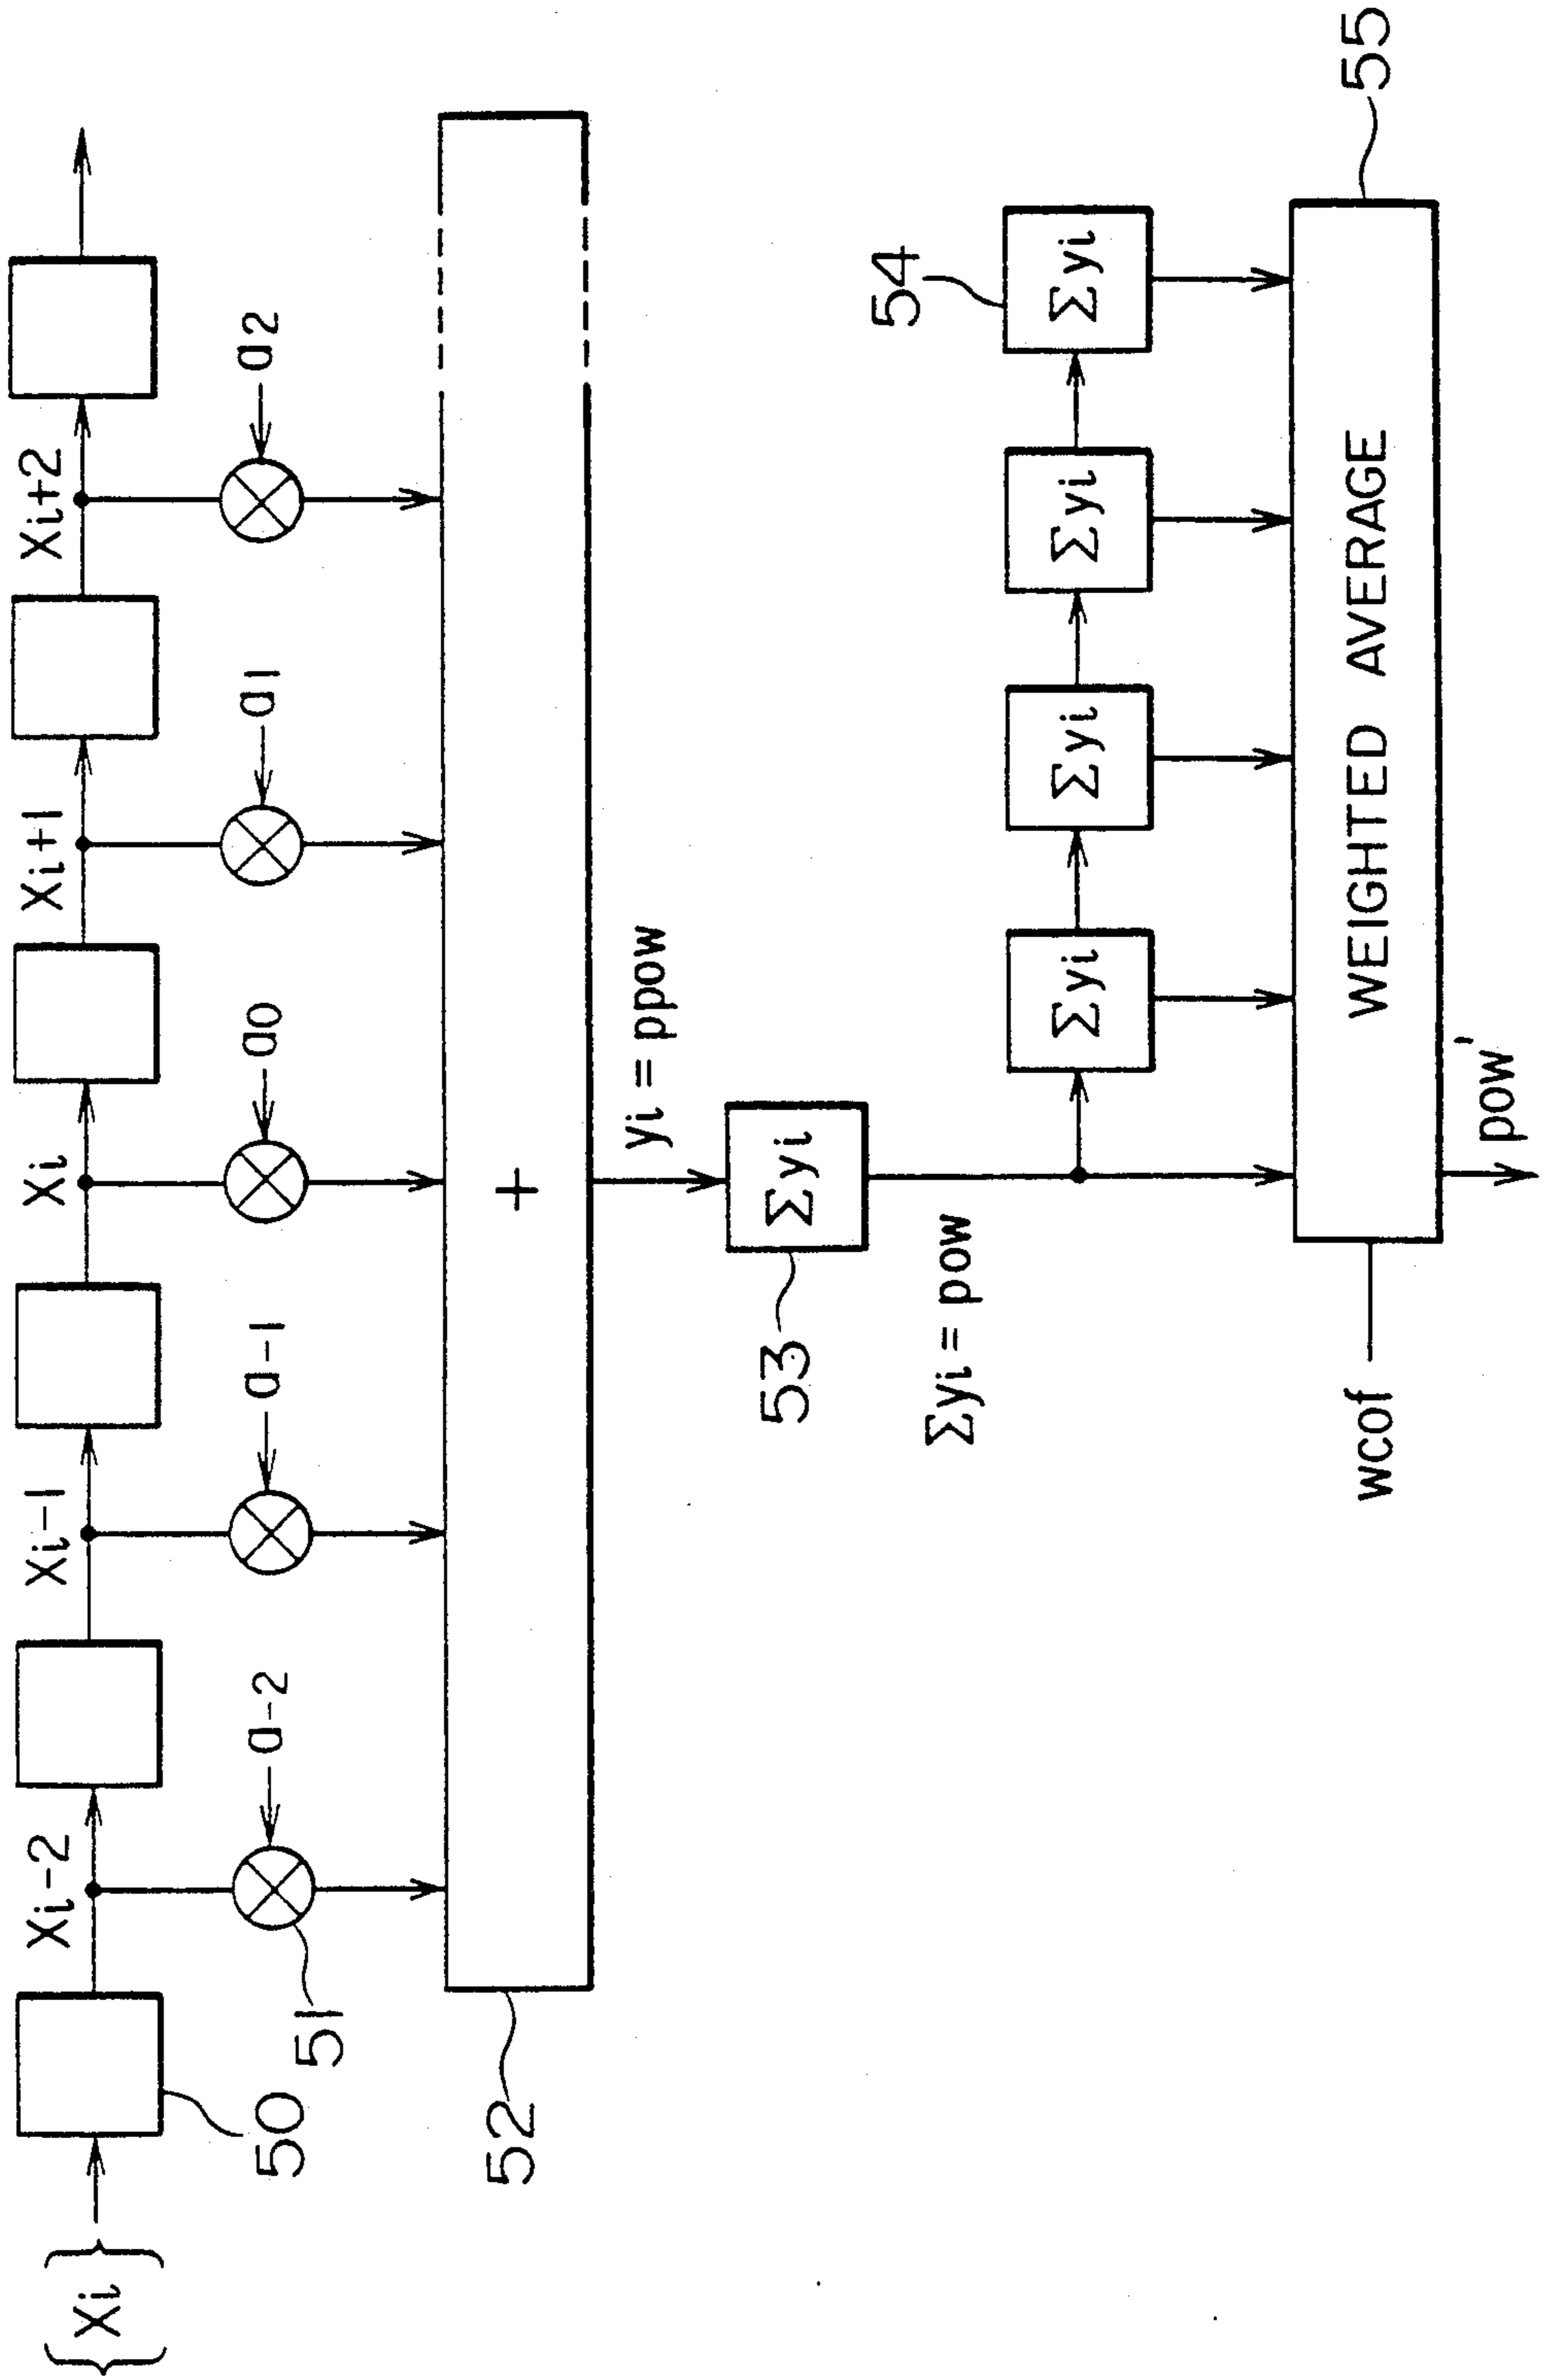 {Xi}
Xi-2
Xi-1
Xi
Xi+1
Xi+2
50
51
a-2
a-1
a0
a1
a2
52
+
yi = ppow
53
Σyi
Σyi = pow
Σyi
Σyi
Σyi
Σyi
54
wcof
WEIGHTED AVERAGE
55
pow'